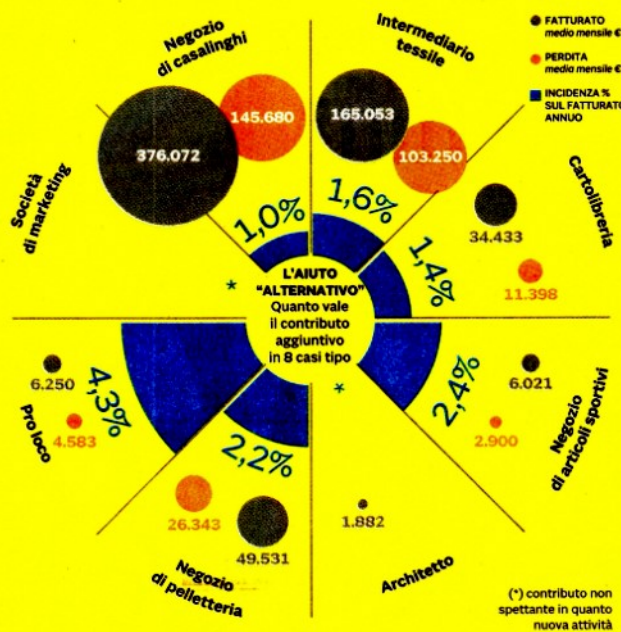 FATTURATO
medio mensile €
PERDITA
media mensile €
INCIDENZA %
SUL FATTURATO
ANNUO
Negozio
di casalinghi
376.072
145.680
1,0%
Intermediario
tessile
165.053
103.250
1,6%
Cartolibreria
34.433
11.398
1,4%
Negozio
di articoli sportivi
6.021
2.900
2,4%
Architetto
1.882
*
Negozio
di pelletteria
26.343
49.531
2,2%
Pro loco
6.250
4.583
4,3%
Società
di marketing
*
L'AIUTO
"ALTERNATIVO"
Quanto vale
il contributo
aggiuntivo
in 8 casi tipo
(*) contributo non
spettante in quanto
nuova attività